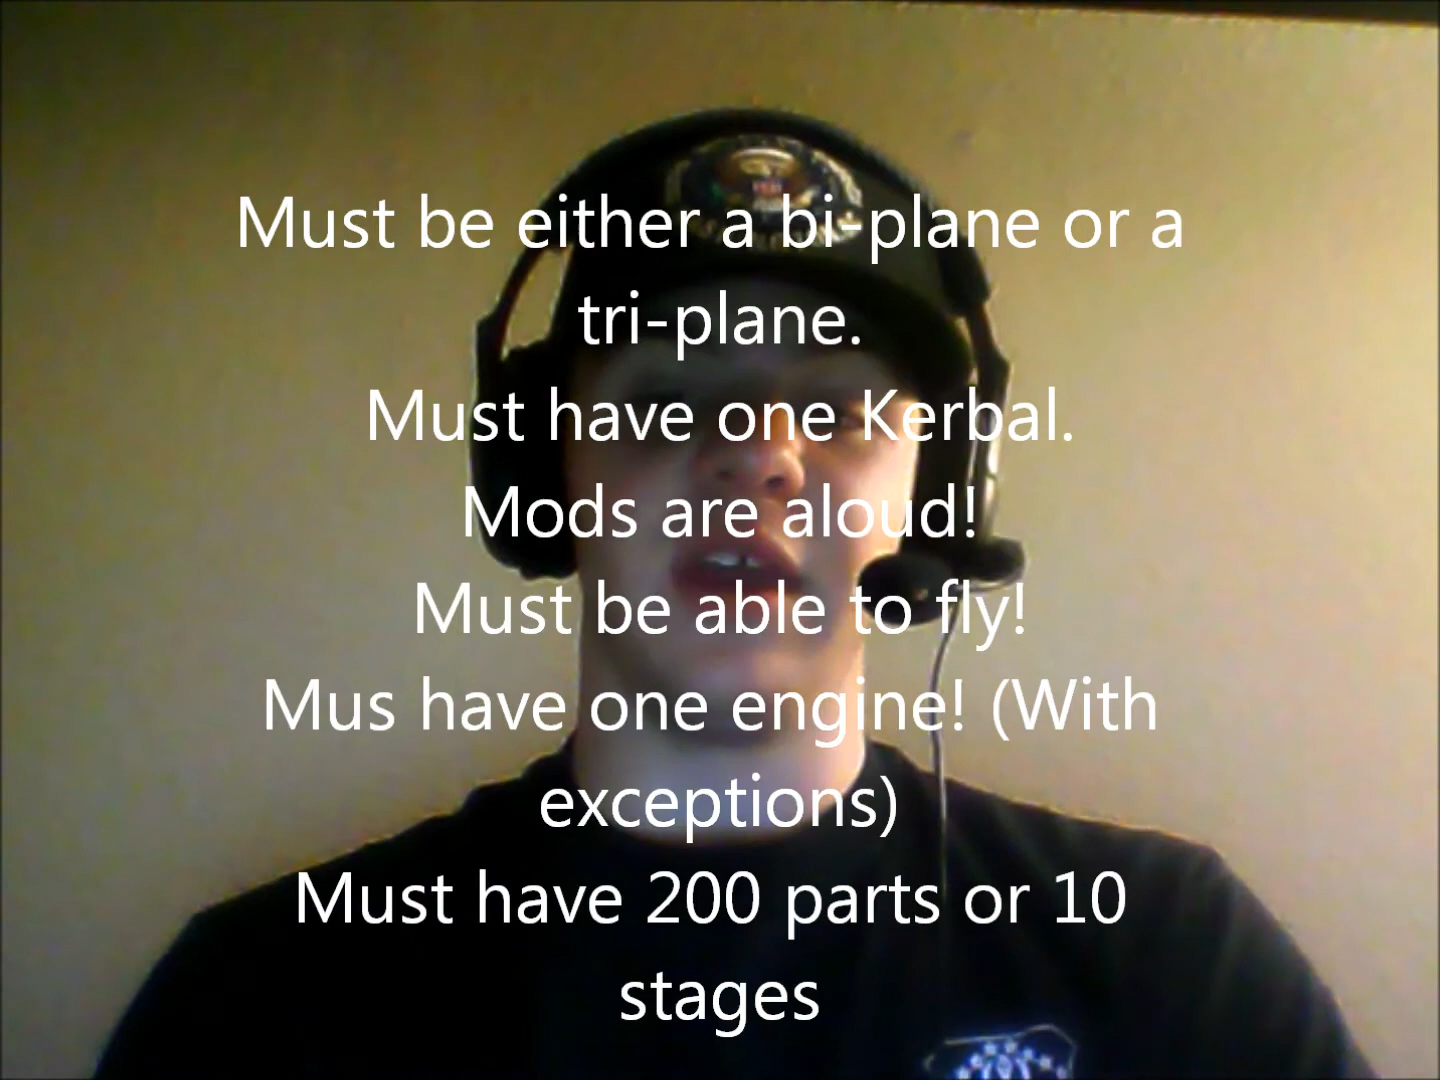 Must be either a bi-plane or a
tri-plane.
Must have one Kerbal.
Mods are aloud!
Must be able to fly!
Mus have one engine! (With
exceptions)
Must have 200 parts or 10
stages